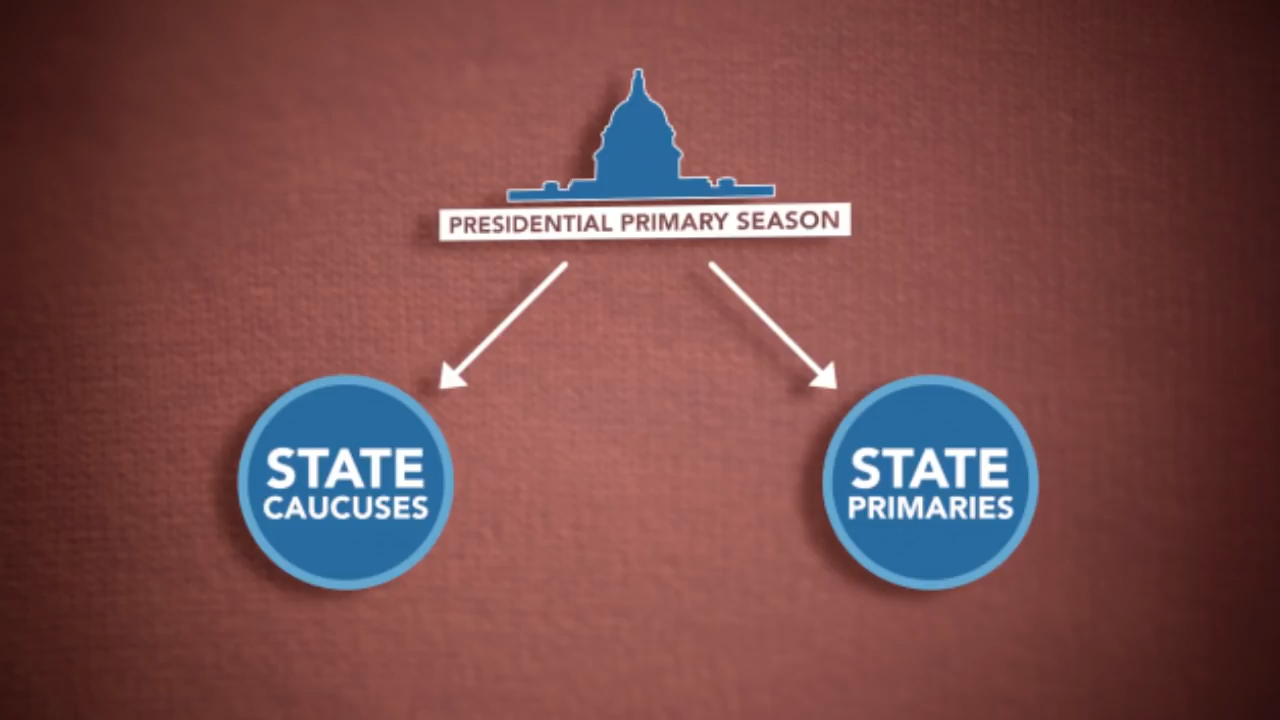 PRESIDENTIAL PRIMARY SEASON
STATE
CAUCUSES
STATE
PRIMARIES